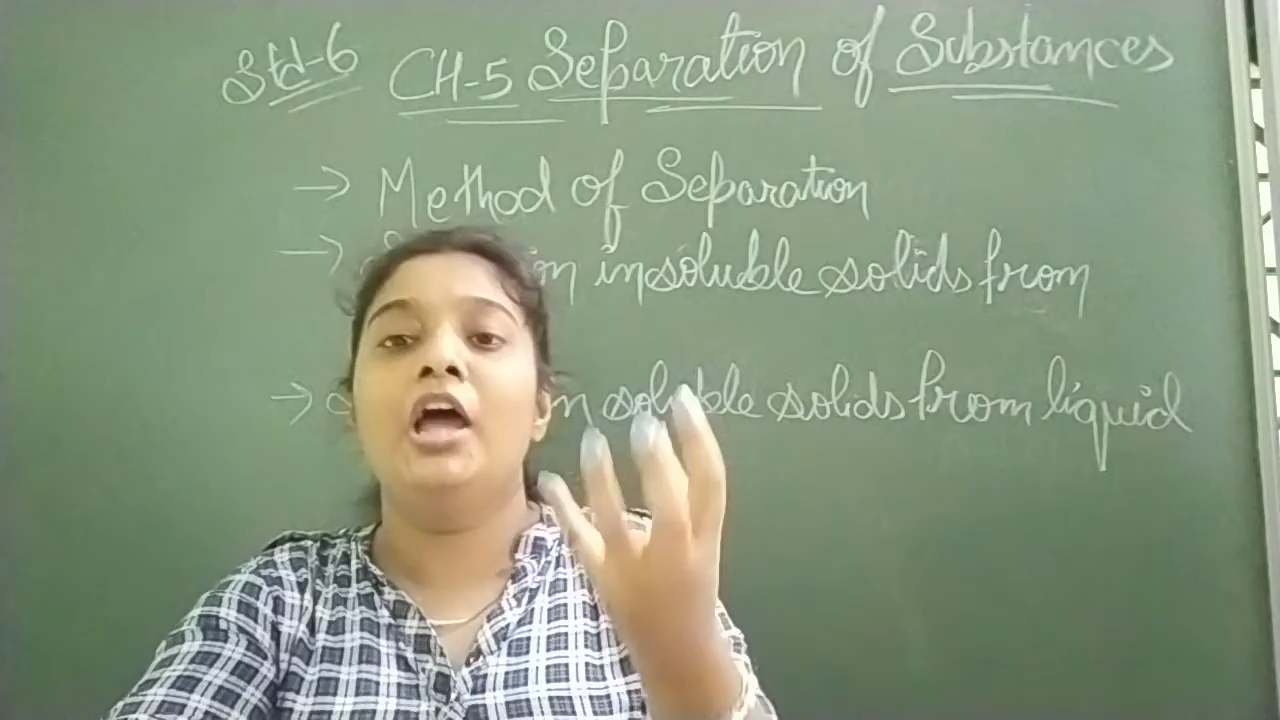 Std-6 CH-5 Separation of Substances
→ Method of Separation
→ insoluble solids from
→ soluble solids from liquid